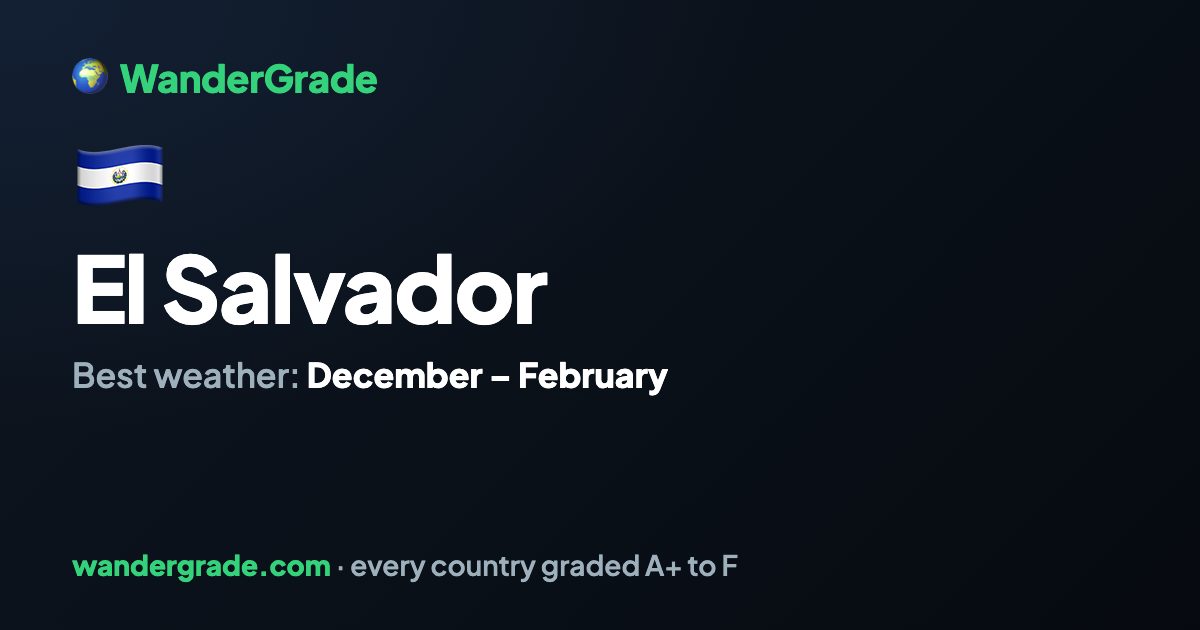 WanderGrade
El Salvador
Best weather: December – February
wandergrade.com · every country graded A+ to F